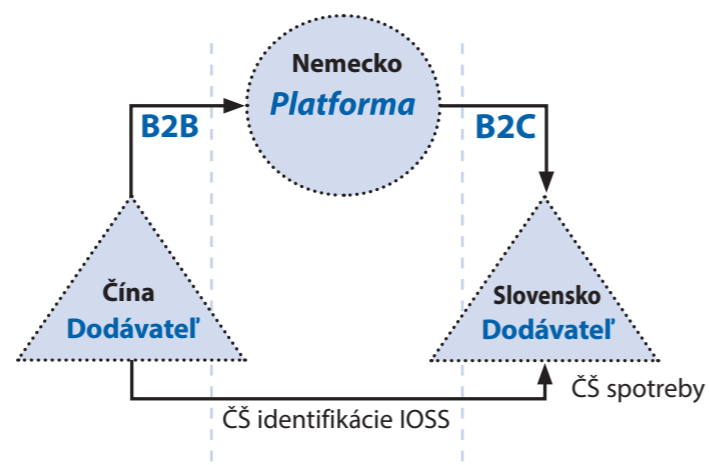 Nemecko
Platforma
B2B
B2C
Čína
Dodávateľ
Slovensko
Dodávateľ
ČŠ spotreby
ČŠ identifikácie IOSS